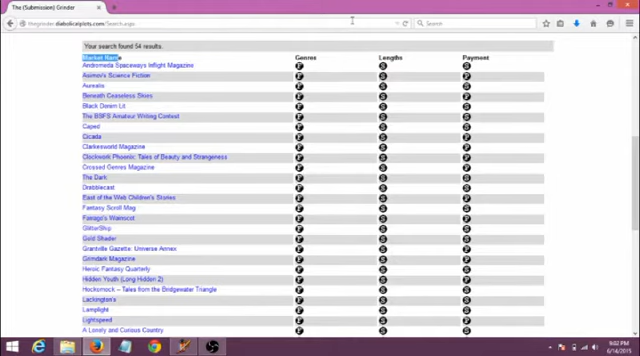 The (Submission) Grinder
thegrinder.diabolicalplots.com/Search.aspx
Search
Your search found 54 results.
Market Name Genres Lengths Payment
Andromeda Spaceways Inflight Magazine F S
Asimov's Science Fiction F S P
Aurealis F S
Beneath Ceaseless Skies F S P
Black Denim Lit F S
The BSFS Amateur Writing Contest F S
Caped F S
Cicada F S
Clarkesworld Magazine F S P
Clockwork Phoenix: Tales of Beauty and Strangeness F S
Crossed Genres Magazine F S P
The Dark F S
Drabblecast F S
East of the Web Children's Stories F S
Fantasy Scroll Mag F S
Farrago's Wainscot F S
GlitterShip F S
Gold Shader F S
Grantville Gazette: Universe Annex F S
Grimdark Magazine F S
Heroic Fantasy Quarterly F S
Hidden Youth (Long Hidden 2) F S
Hocksmock – Tales from the Bridgewater Triangle F S
Lackington's F S
Lamplight F S
Lightspeed F S P
A Lonely and Curious Country F S
9:02 PM
6/14/2015